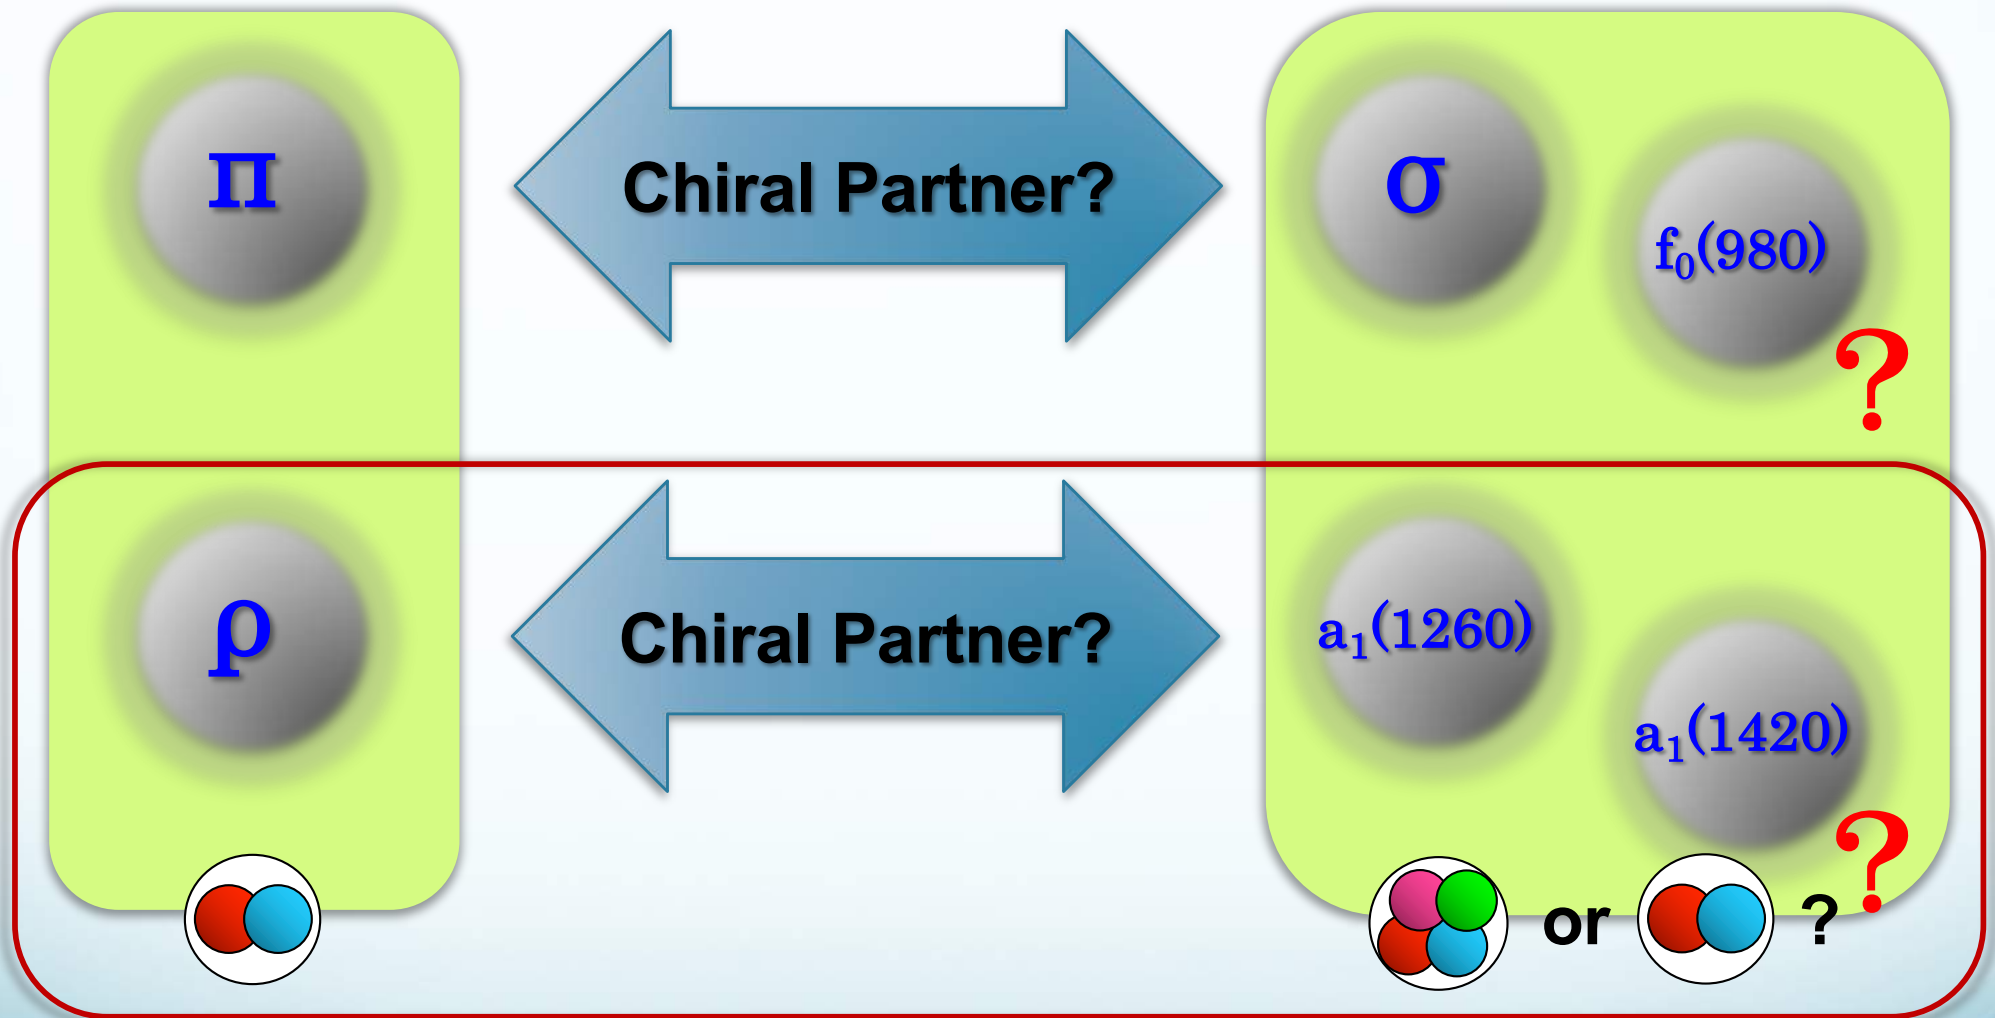 π
Chiral Partner?
σ
f₀(980)
?
ρ
Chiral Partner?
a₁(1260)
a₁(1420)
?
or ?